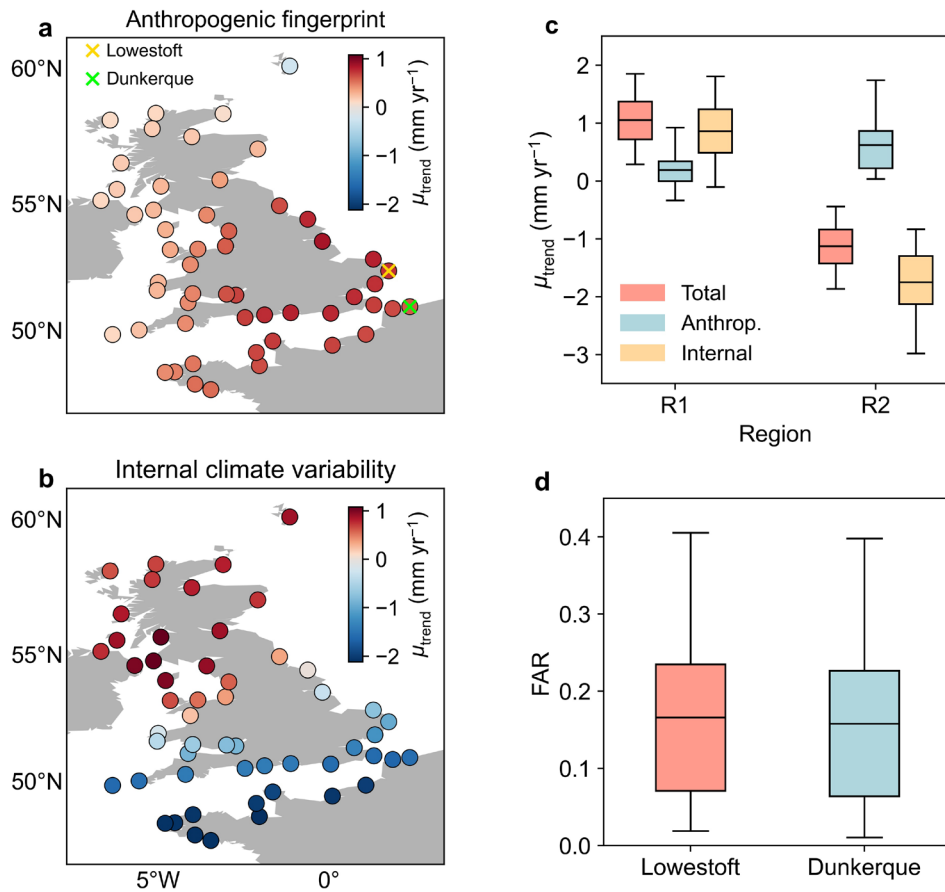 a
Anthropogenic fingerprint
Lowestoft
Dunkerque
60°N
55°N
50°N
1
0
−1
−2
μtrend (mm yr−1)
b
Internal climate variability
60°N
55°N
50°N
5°W
0°
1
0
−1
−2
μtrend (mm yr−1)
c
2
1
0
−1
−2
−3
μtrend (mm yr−1)
Total
Anthrop.
Internal
R1
R2
Region
d
0.4
0.3
0.2
0.1
0.0
FAR
Lowestoft
Dunkerque